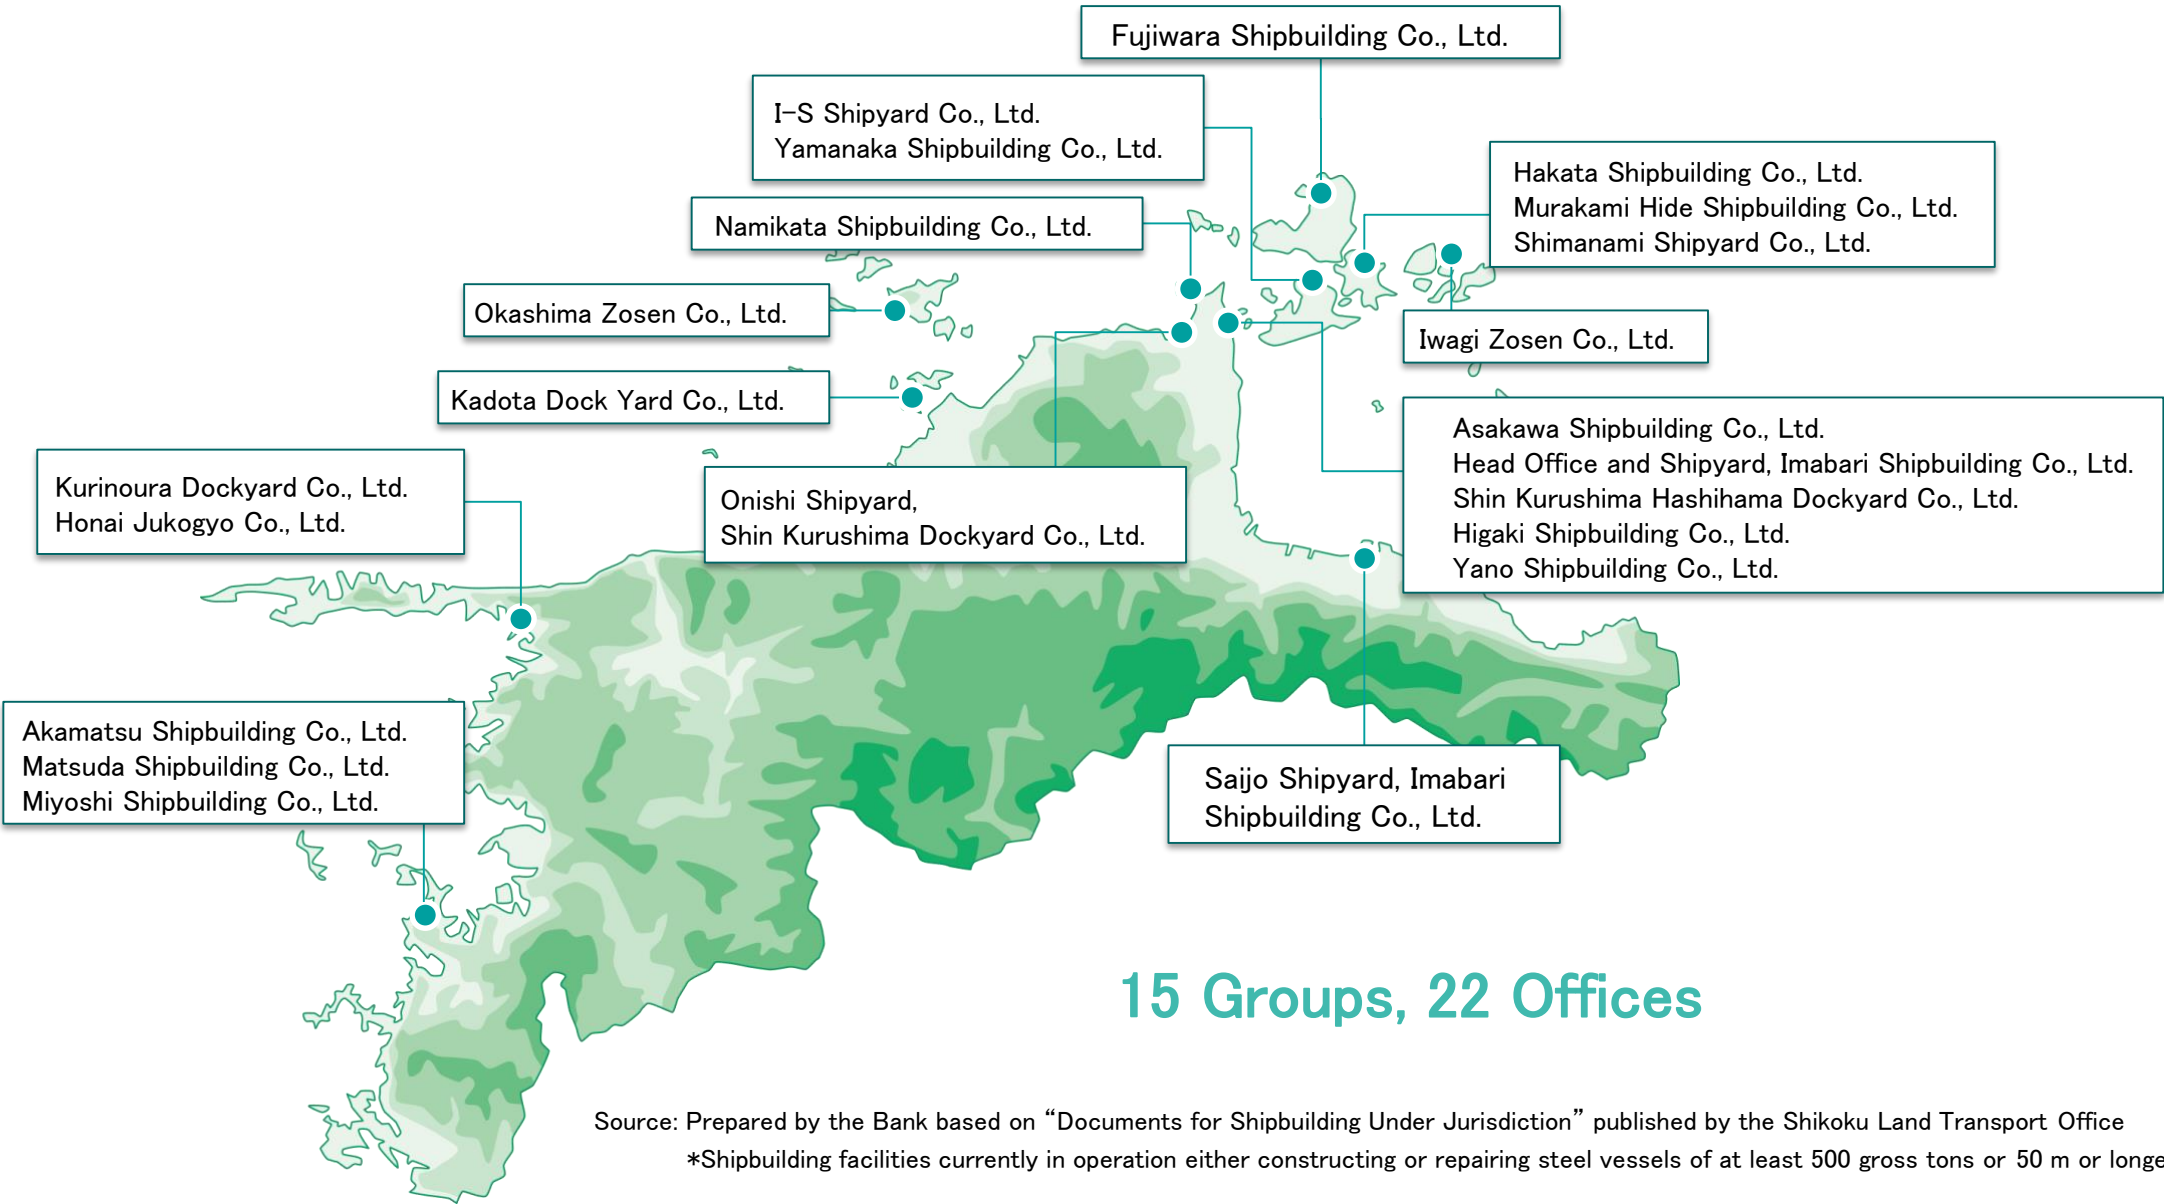 Fujiwara Shipbuilding Co., Ltd.
I-S Shipyard Co., Ltd.
Yamanaka Shipbuilding Co., Ltd.
Hakata Shipbuilding Co., Ltd.
Murakami Hide Shipbuilding Co., Ltd.
Shimanami Shipyard Co., Ltd.
Namikata Shipbuilding Co., Ltd.
Okashima Zosen Co., Ltd.
Iwagi Zosen Co., Ltd.
Kadota Dock Yard Co., Ltd.
Asakawa Shipbuilding Co., Ltd.
Head Office and Shipyard, Imabari Shipbuilding Co., Ltd.
Shin Kurushima Hashihama Dockyard Co., Ltd.
Higaki Shipbuilding Co., Ltd.
Yano Shipbuilding Co., Ltd.
Kurinoura Dockyard Co., Ltd.
Honai Jukogyo Co., Ltd.
Onishi Shipyard,
Shin Kurushima Dockyard Co., Ltd.
Akamatsu Shipbuilding Co., Ltd.
Matsuda Shipbuilding Co., Ltd.
Miyoshi Shipbuilding Co., Ltd.
Saijo Shipyard, Imabari
Shipbuilding Co., Ltd.
15 Groups, 22 Offices
Source: Prepared by the Bank based on “Documents for Shipbuilding Under Jurisdiction” published by the Shikoku Land Transport Office
*Shipbuilding facilities currently in operation either constructing or repairing steel vessels of at least 500 gross tons or 50 m or longe